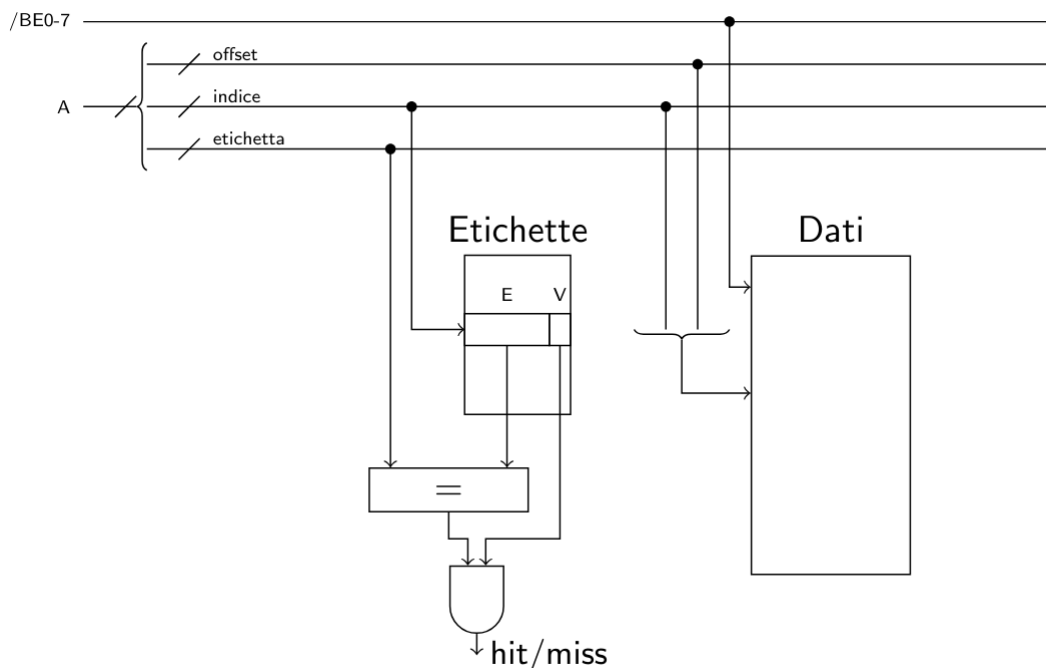 /BE0-7
offset
A
indice
etichetta
Etichette
Dati
E
V
=
hit/miss